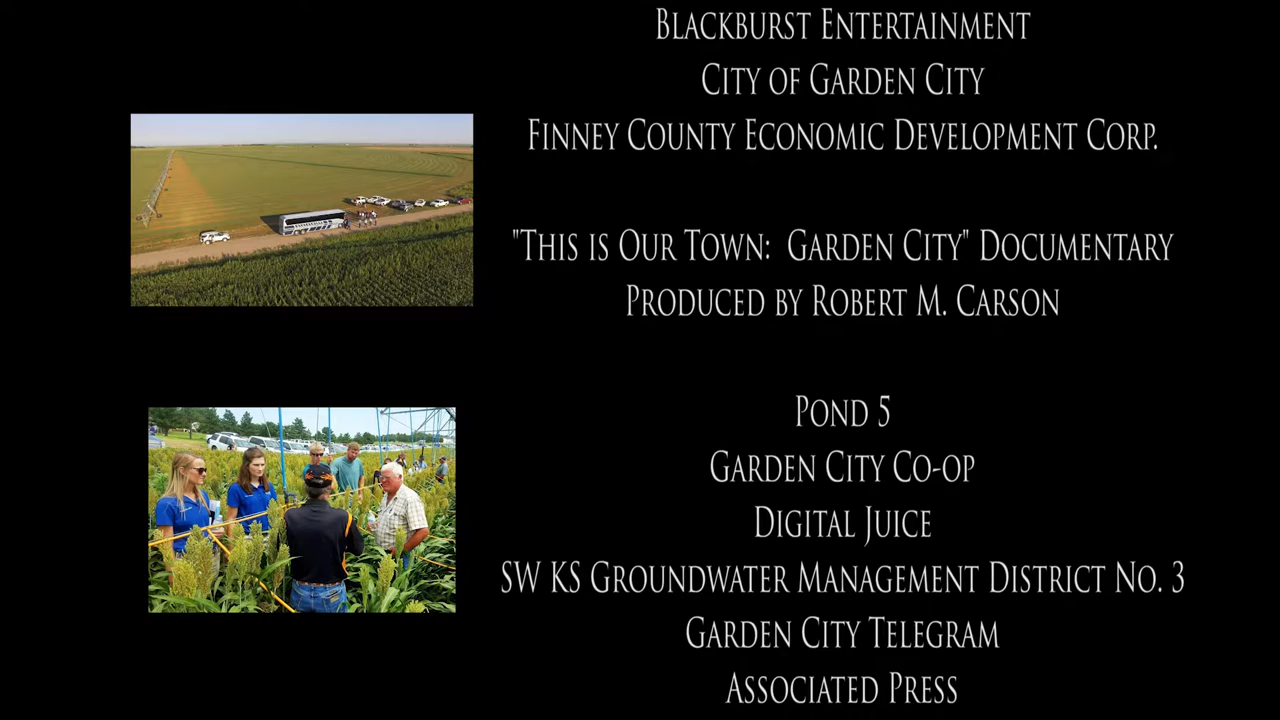 Blackburst Entertainment
City of Garden City
Finney County Economic Development Corp.
"This is Our Town: Garden City" Documentary
Produced by Robert M. Carson
Pond 5
Garden City Co-op
Digital Juice
SW KS Groundwater Management District No. 3
Garden City Telegram
Associated Press